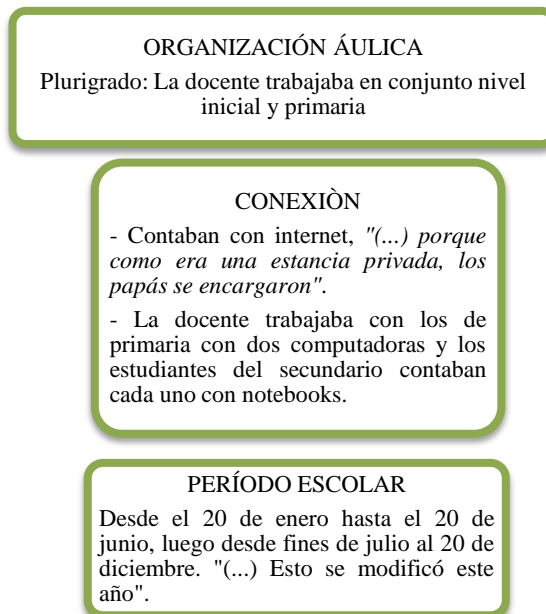 ORGANIZACIÓN ÁULICA
Plurigrado: La docente trabajaba en conjunto nivel
inicial y primaria
CONEXIÒN
- Contaban con internet, "(...) porque
como era una estancia privada, los
papás se encargaron".
- La docente trabajaba con los de
primaria con dos computadoras y los
estudiantes del secundario contaban
cada uno con notebooks.
PERÍODO ESCOLAR
Desde el 20 de enero hasta el 20 de
junio, luego desde fines de julio al 20 de
diciembre. "(...) Esto se modificó este
año".